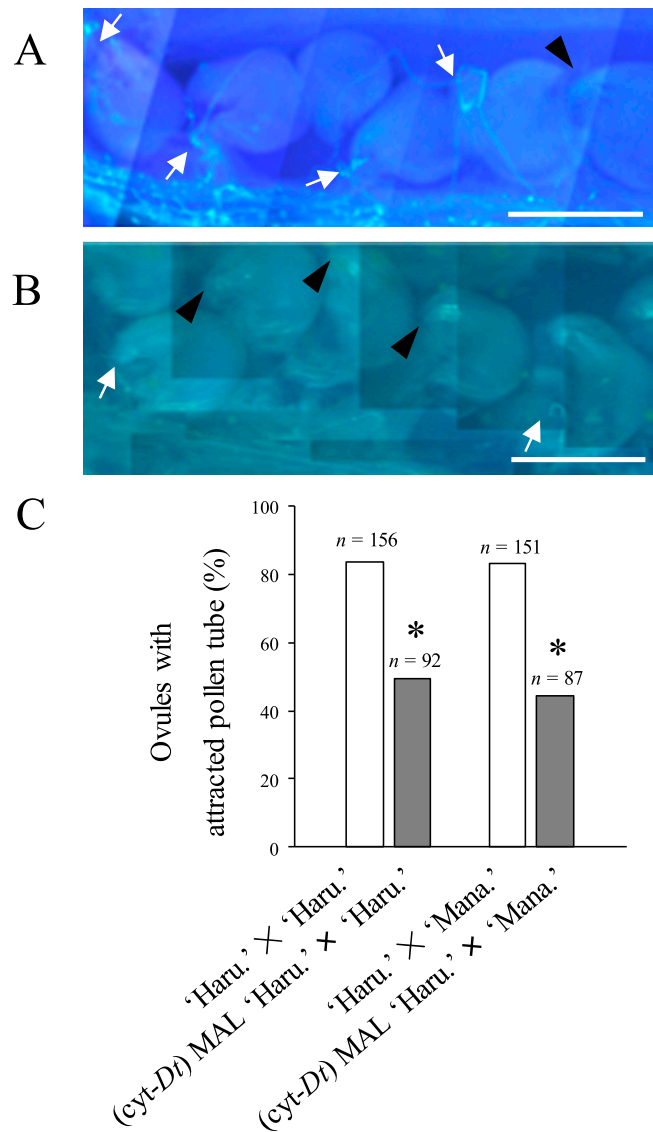 A
B
C
Ovules with
attracted pollen tube (%)
100
80
60
40
20
0
n = 156
*
n = 92
n = 151
*
n = 87
‘Haru.’ × ‘Haru.’
(cyt-Dt) MAL ‘Haru.’ × ‘Haru.’
‘Haru.’ × ‘Mana.’
(cyt-Dt) MAL ‘Haru.’ × ‘Mana.’